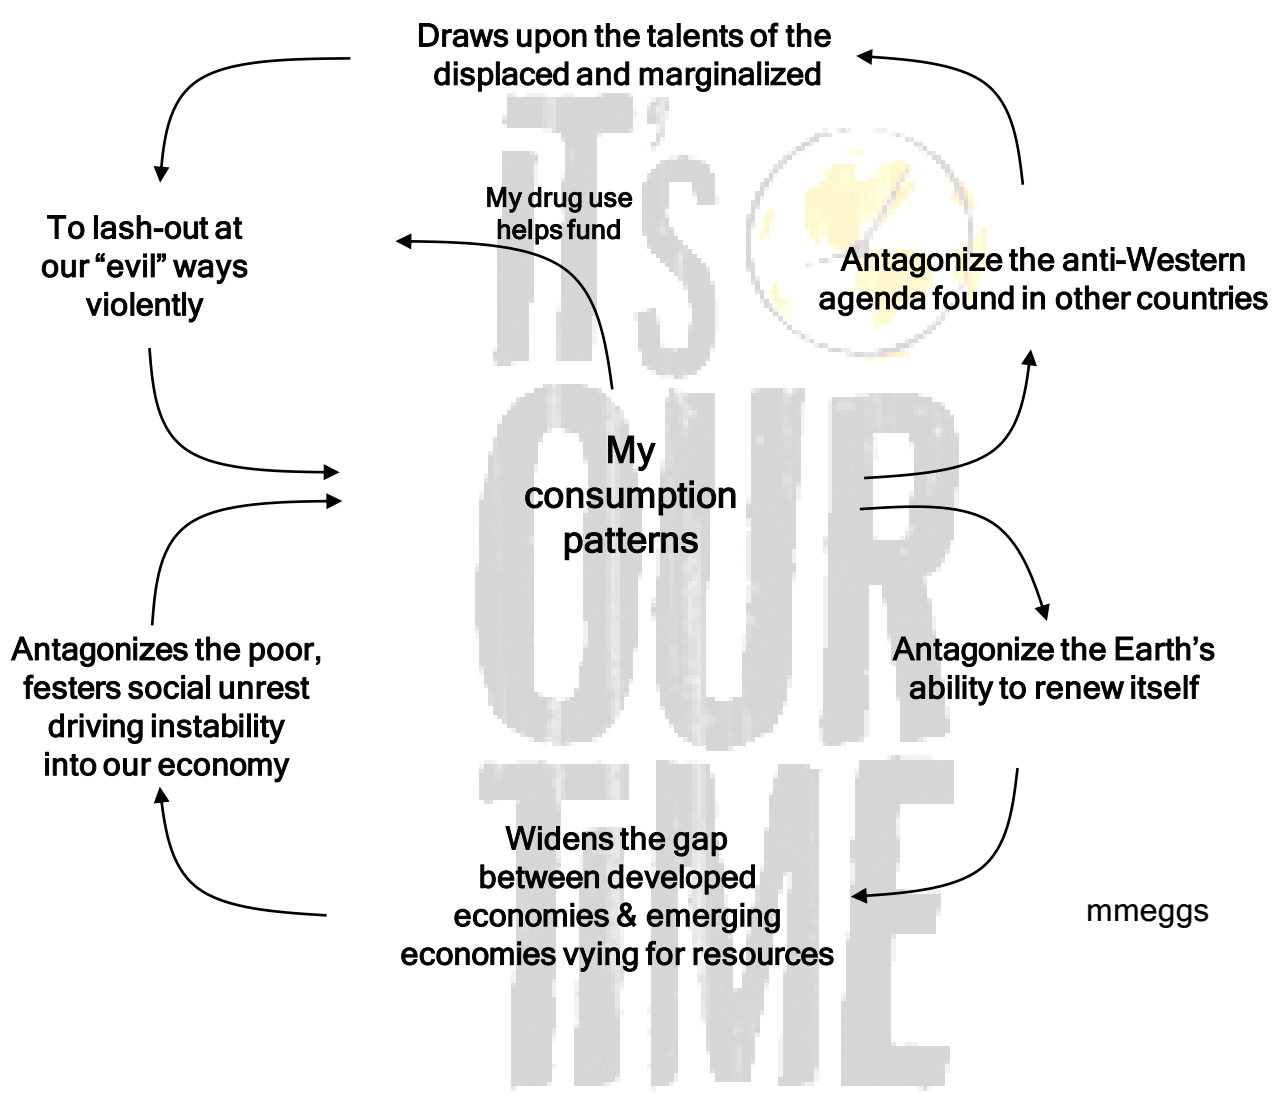 Draws upon the talents of the
displaced and marginalized
My drug use
helps fund
To lash-out at
our “evil” ways
violently
Antagonize the anti-Western
agenda found in other countries
My
consumption
patterns
Antagonizes the poor,
festers social unrest
driving instability
into our economy
Antagonize the Earth’s
ability to renew itself
Widens the gap
between developed
economies & emerging
economies vying for resources
mmeggs
IT’S
OUR
TIME